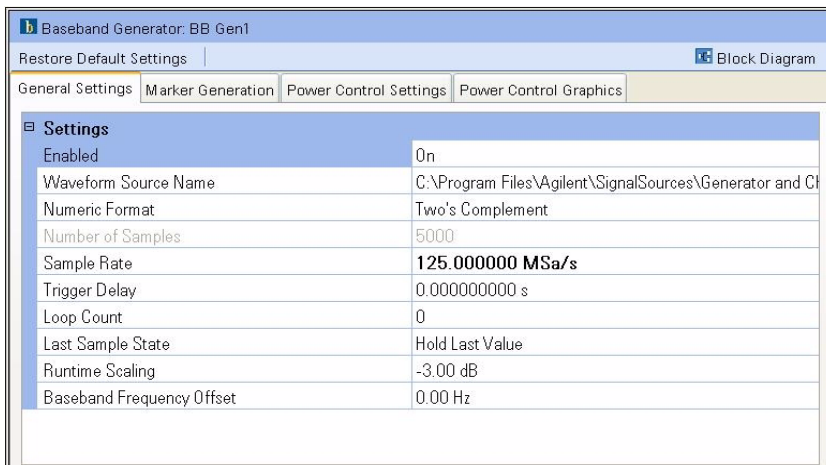 Baseband Generator: BB Gen1
Restore Default Settings Block Diagram
General Settings Marker Generation Power Control Settings Power Control Graphics
Settings
Enabled On
Waveform Source Name C:\Program Files\Agilent\SignalSources\Generator and
Numeric Format Two's Complement
Number of Samples 5000
Sample Rate 125.000000 MSa/s
Trigger Delay 0.000000000 s
Loop Count 0
Last Sample State Hold Last Value
Runtime Scaling -3.00 dB
Baseband Frequency Offset 0.00 Hz